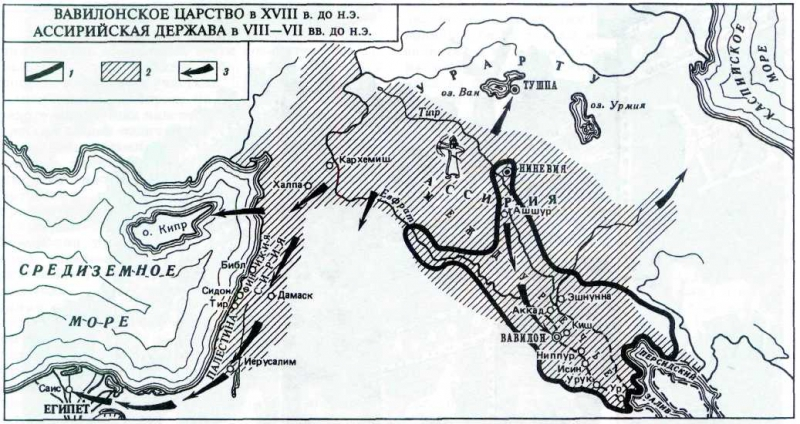 ВАВИЛОНСКОЕ ЦАРСТВО в XVIII в. до н.э.
АССИРИЙСКАЯ ДЕРЖАВА в VIII—VII вв. до н.э.
1
2
3
УРАРТУ
КАСПИЙСКОЕ
МОРЕ
оз. Ван
ТУШПА
оз. Урмия
Тигр
Кархемиш
НИНЕВИЯ
Халпа
АССИРИЯ
Евфрат
Ашшур
МЕЖДУРЕЧЬЕ
о. Кипр
СРЕДИЗЕМНОЕ
МОРЕ
Библ
ФИНИКИЯ
СИРИЯ
Сидон
Тир
Дамаск
ПАЛЕСТИНА
Иерусалим
Саис
ЕГИПЕТ
Эшнунна
Аккад
Киш
ВАВИЛОН
Ниппур
Исин
Урук
Ур
ПЕРСИДСКИЙ
ЗАЛИВ